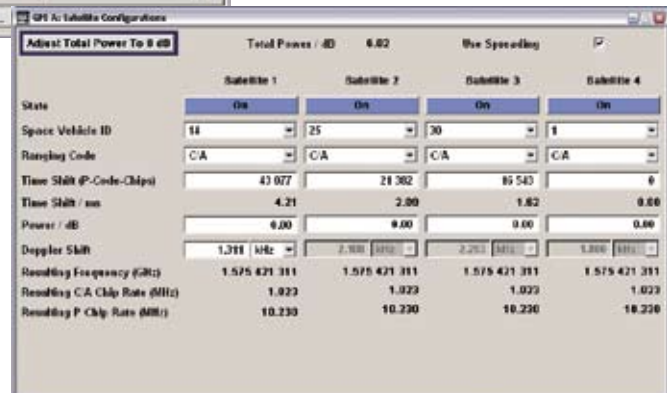 GPS A: Satellite Configurations
Adjust Total Power To 0 dB Total Power / dB 6.02 Use Spreading
Satellite 1 Satellite 2 Satellite 3 Satellite 4
State On On On On
Space Vehicle ID 14 25 30 1
Ranging Code C/A C/A C/A C/A
Time Shift (P-Code-Chips) 43 077 0
Time Shift / ms 4.21 2.09 1.62 0.00
Power / dB 0.00 0.00 0.00 0.00
Doppler Shift 1.311 kHz kHz kHz kHz
Resulting Frequency (GHz) 1.575 421 311 1.575 421 311 1.575 421 311 1.575 421 311
Resulting C/A Chip Rate (MHz) 1.023 1.023 1.023 1.023
Resulting P Chip Rate (MHz) 10.230 10.230 10.230 10.230